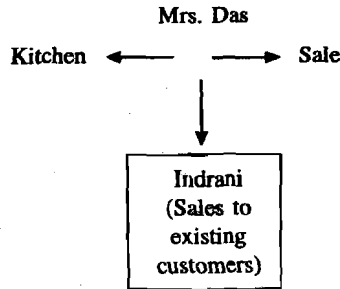 Mrs. Das
Kitchen
Sale
Indrani
(Sales to
existing
customers)